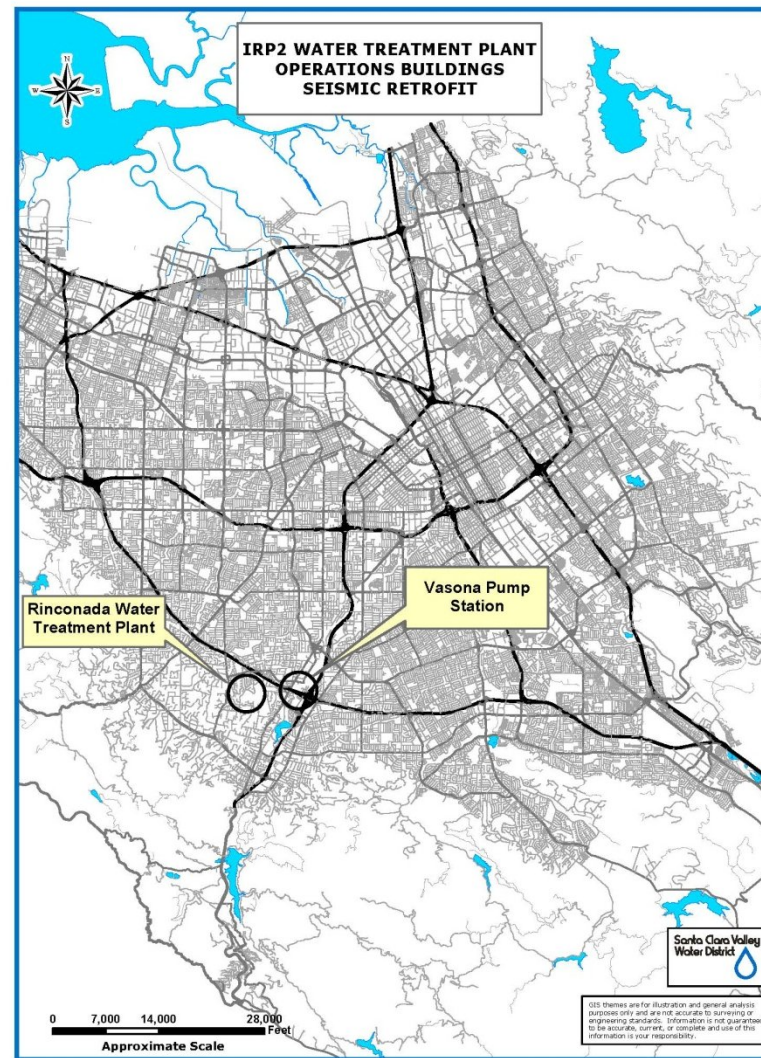 IRP2 WATER TREATMENT PLANT
OPERATIONS BUILDINGS
SEISMIC RETROFIT
N
W
E
S
Rinconada Water
Treatment Plant
Vasona Pump
Station
Santa Clara Valley
Water District
0 7,000 14,000 28,000
Feet
Approximate Scale
GIS themes are for illustration and general analysis
purposes only and are not accurate to surveying or
engineering standards. Information is not guaranteed
to be accurate, current, or complete and use of this
information is your responsibility.